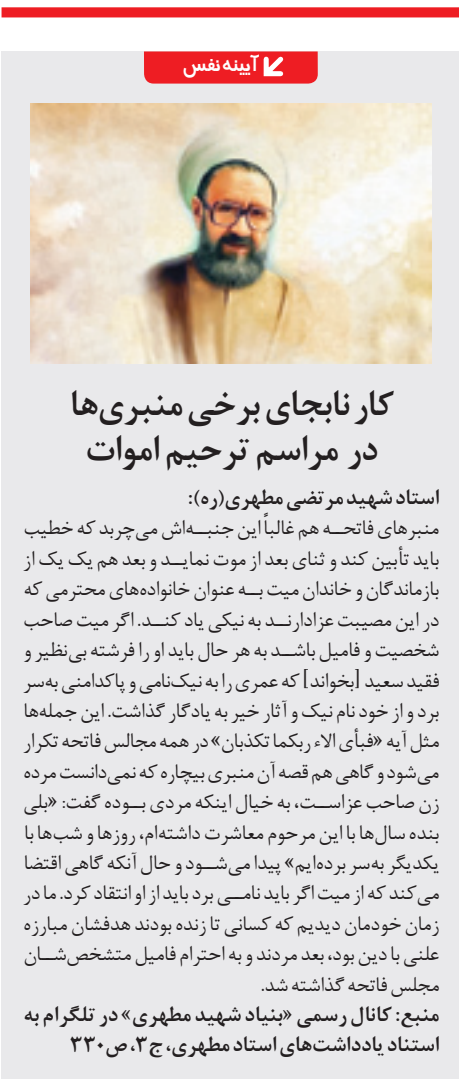 آیینه نفس
کار نابجای برخی منبری‌ها
در مراسم ترحیم اموات
استاد شهید مرتضی مطهری(ره):
منبرهای فاتحه هم غالباً این جنبه‌اش می‌چربد که خطیب
باید تأبین کند و ثنای بعد از موت نماید و بعد هم یک یک از
بازماندگان و خاندان میت به عنوان خانواده‌های محترمی که
در این مصیبت عزادارند به نیکی یاد کند. اگر میت صاحب
شخصیت و فامیل باشد به هر حال باید او را فرشته بی‌نظیر و
فقید سعید [بخواند] که عمری را به نیک‌نامی و پاکدامنی به‌سر
برد و از خود نام نیک و آثار خیر به یادگار گذاشت. این جمله‌ها
مثل آیه «فبأی الاء ربکما تکذبان» در همه مجالس فاتحه تکرار
می‌شود و گاهی هم قصه آن منبری بیچاره که نمی‌دانست مرده
زن صاحب عزاست، به خیال اینکه مردی بوده گفت: «بلی
بنده سال‌ها با این مرحوم معاشرت داشته‌ام، روزها و شب‌ها با
یکدیگر به‌سر برده‌ایم» پیدا می‌شود و حال آنکه گاهی اقتضا
می‌کند که از میت اگر باید نامی برد باید از او انتقاد کرد. ما در
زمان خودمان دیدیم که کسانی تا زنده بودند هدفشان مبارزه
علنی با دین بود، بعد مردند و به احترام فامیل متشخص‌شان
مجلس فاتحه گذاشته شد.
منبع: کانال رسمی «بنیاد شهید مطهری» در تلگرام به
استناد یادداشت‌های استاد مطهری، ج۳، ص۳۳۰